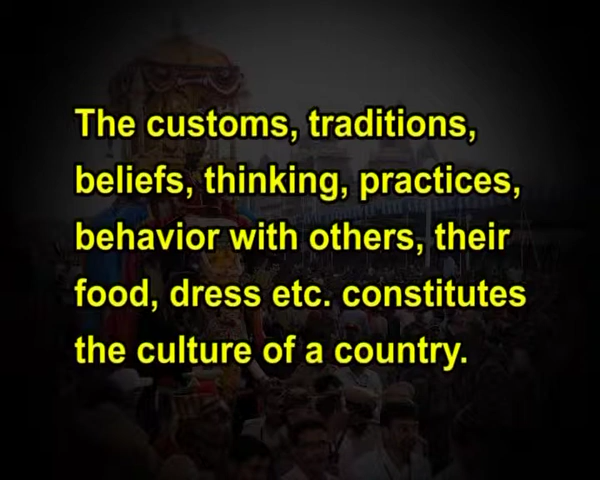 The customs, traditions,
beliefs, thinking, practices,
behavior with others, their
food, dress etc. constitutes
the culture of a country.